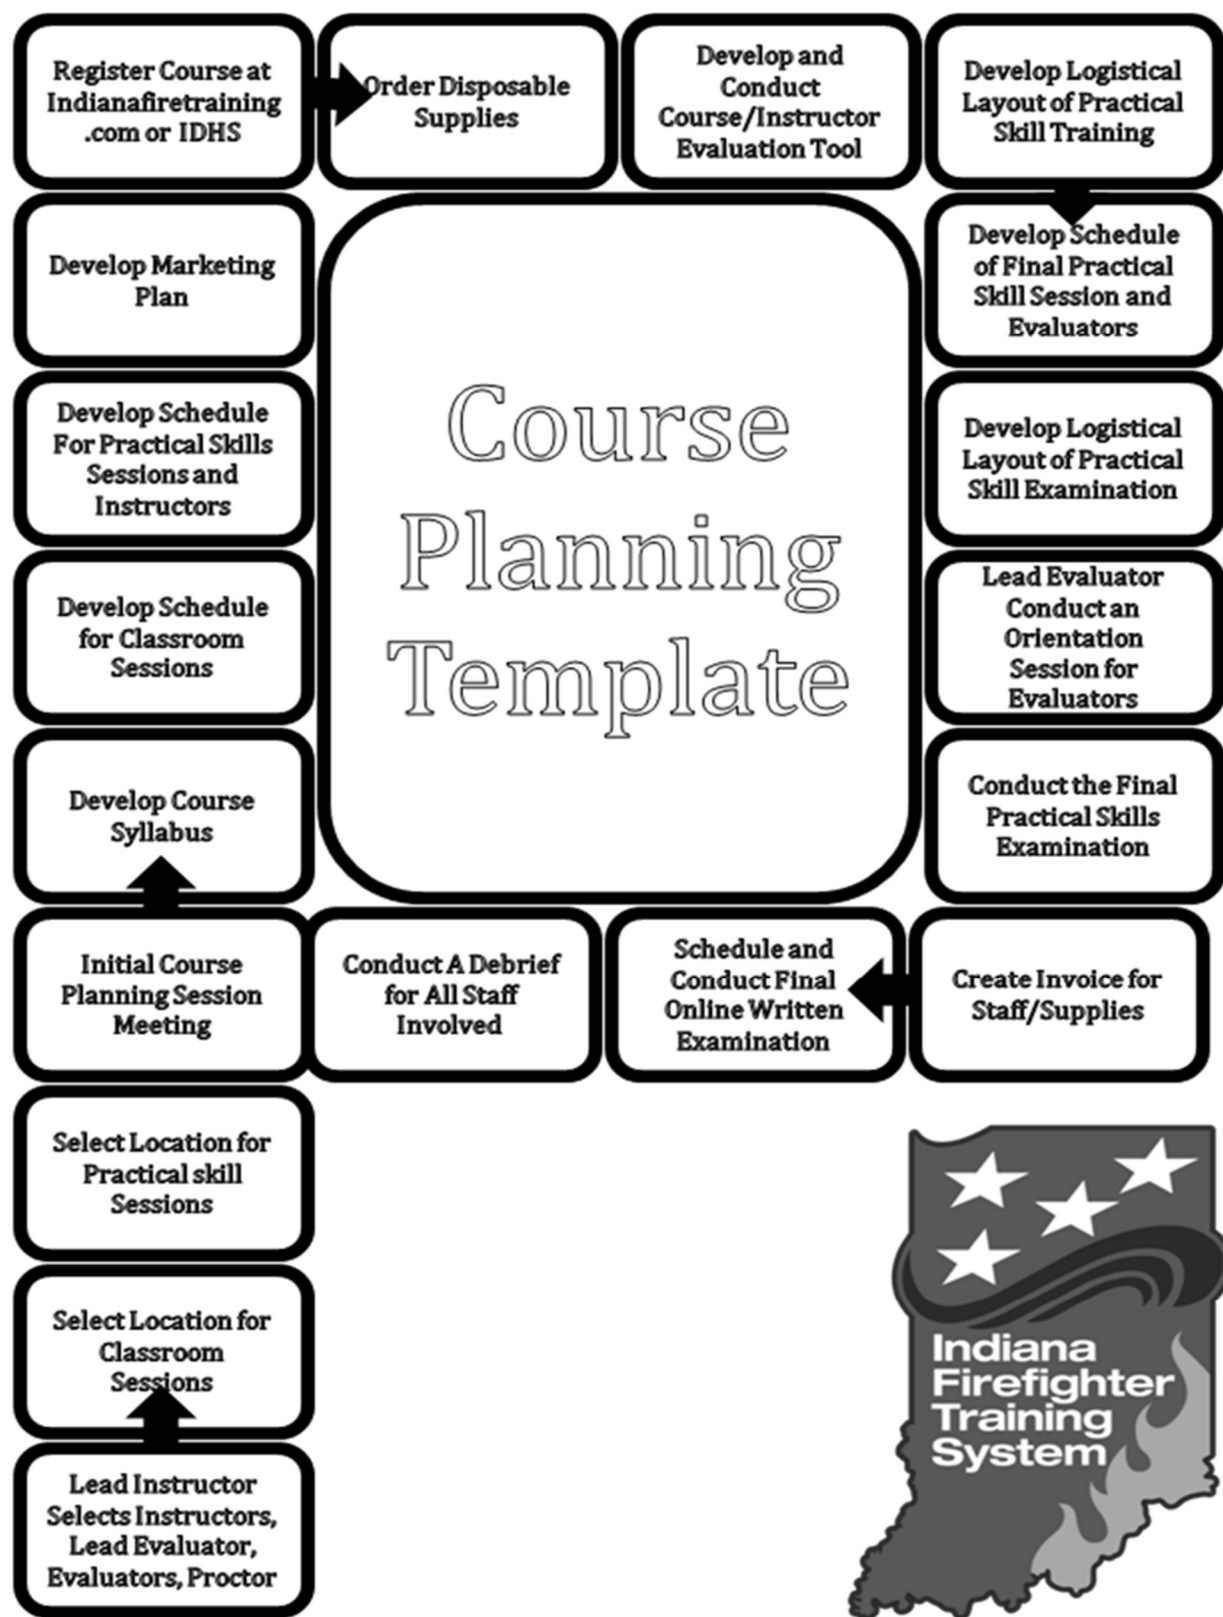 Register Course at
Indianafiretraining
.com or IDHS
Order Disposable
Supplies
Develop and
Conduct
Course/Instructor
Evaluation Tool
Develop Logistical
Layout of Practical
Skill Training
Develop Marketing
Plan
Develop Schedule
of Final Practical
Skill Session and
Evaluators
Develop Schedule
For Practical Skills
Sessions and
Instructors
Course
Planning
Template
Develop Logistical
Layout of Practical
Skill Examination
Develop Schedule
for Classroom
Sessions
Lead Evaluator
Conduct an
Orientation
Session for
Evaluators
Develop Course
Syllabus
Conduct the Final
Practical Skills
Examination
Initial Course
Planning Session
Meeting
Conduct A Debrief
for All Staff
Involved
Schedule and
Conduct Final
Online Written
Examination
Create Invoice for
Staff/Supplies
Select Location for
Practical skill
Sessions
Select Location for
Classroom
Sessions
Lead Instructor
Selects Instructors,
Lead Evaluator,
Evaluators, Proctor
Indiana
Firefighter
Training
System